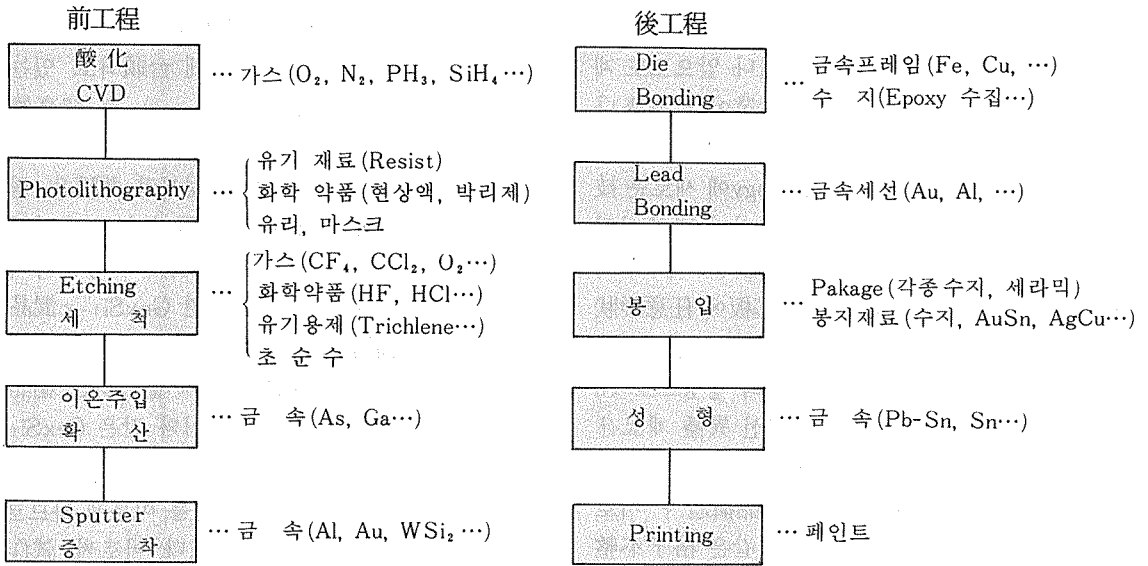 前工程
酸化
CVD
… 가스(O₂, N₂, PH₃, SiH₄…)
Photolithography
… 유기 재료(Resist)
화학 약품(현상액, 박리제)
유리, 마스크
Etching
세 척
… 가스(CF₄, CCl₂, O₂…)
화학약품(HF, HCl…)
유기용제(Trichlene…)
초 순 수
이온주입
확 산
… 금 속(As, Ga…)
Sputter
증 착
… 금 속(Al, Au, WSi₂ …)
後工程
Die
Bonding
… 금속프레임(Fe, Cu, …)
수 지(Epoxy 수집…)
Lead
Bonding
… 금속세선(Au, Al, …)
봉 입
… Pakage(각종수지, 세라믹)
봉지재료(수지, AuSn, AgCu…)
성 형
… 금 속(Pb-Sn, Sn…)
Printing
… 페인트